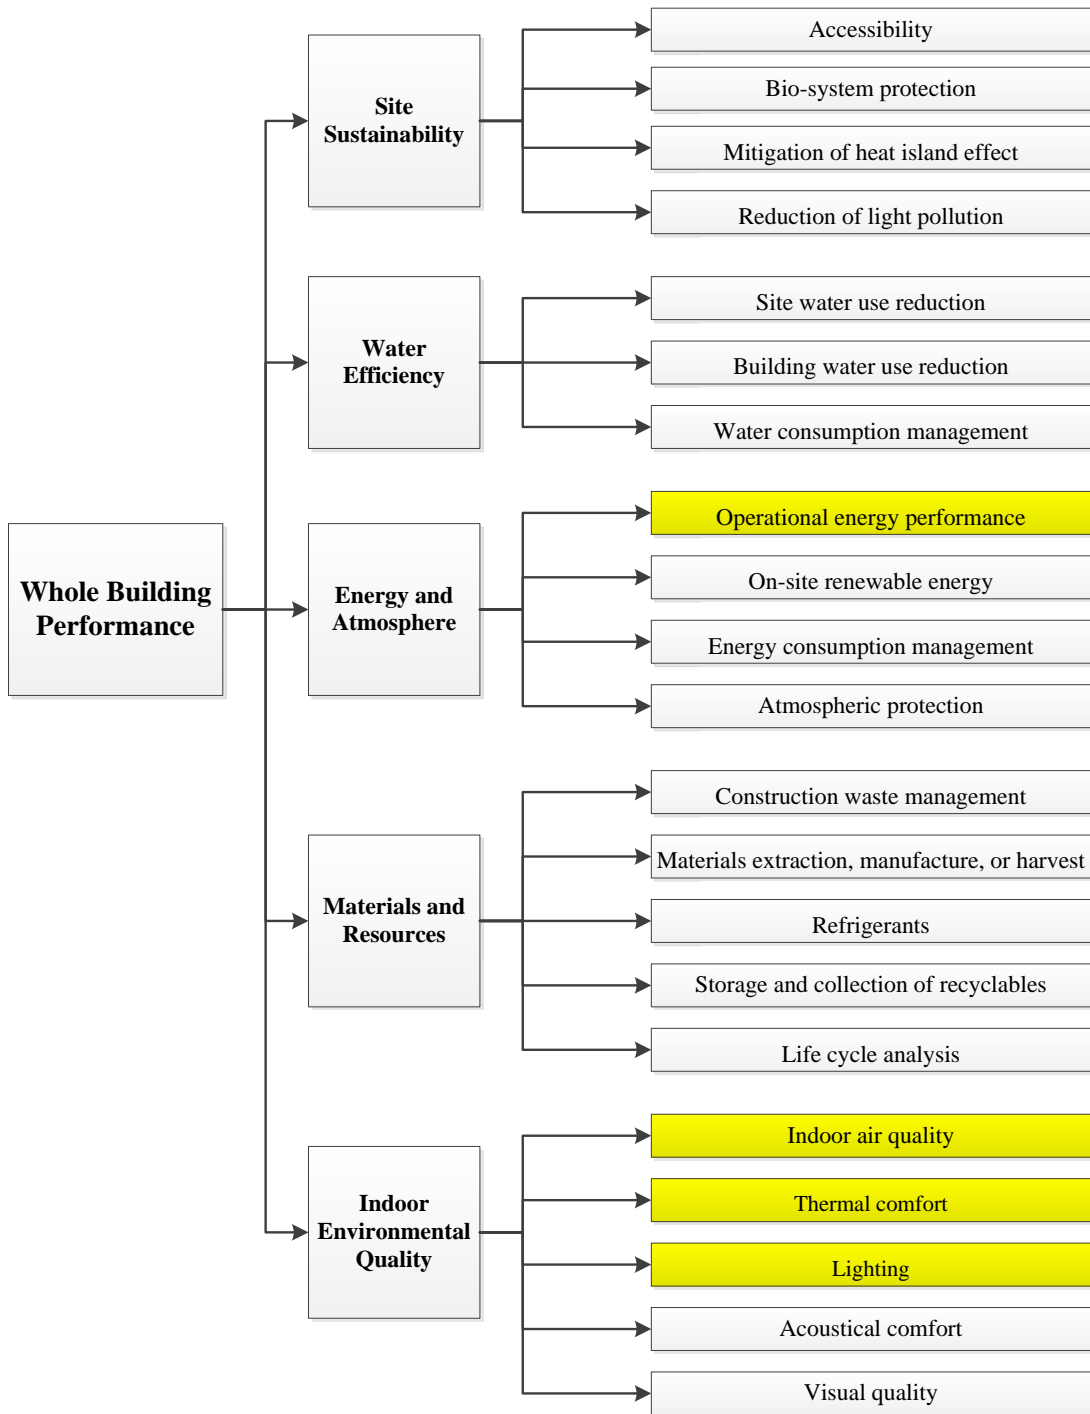 Whole Building
Performance
Site
Sustainability
Accessibility
Bio-system protection
Mitigation of heat island effect
Reduction of light pollution
Water
Efficiency
Site water use reduction
Building water use reduction
Water consumption management
Energy and
Atmosphere
Operational energy performance
On-site renewable energy
Energy consumption management
Atmospheric protection
Materials and
Resources
Construction waste management
Materials extraction, manufacture, or harvest
Refrigerants
Storage and collection of recyclables
Life cycle analysis
Indoor
Environmental
Quality
Indoor air quality
Thermal comfort
Lighting
Acoustical comfort
Visual quality